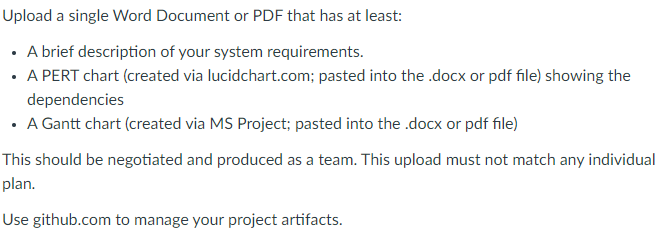 Upload a single Word Document or PDF that has at least:
• A brief description of your system requirements.
• A PERT chart (created via lucidchart.com; pasted into the .docx or pdf file) showing the
dependencies
• A Gantt chart (created via MS Project; pasted into the .docx or pdf file)
This should be negotiated and produced as a team. This upload must not match any individual
plan.
Use github.com to manage your project artifacts.